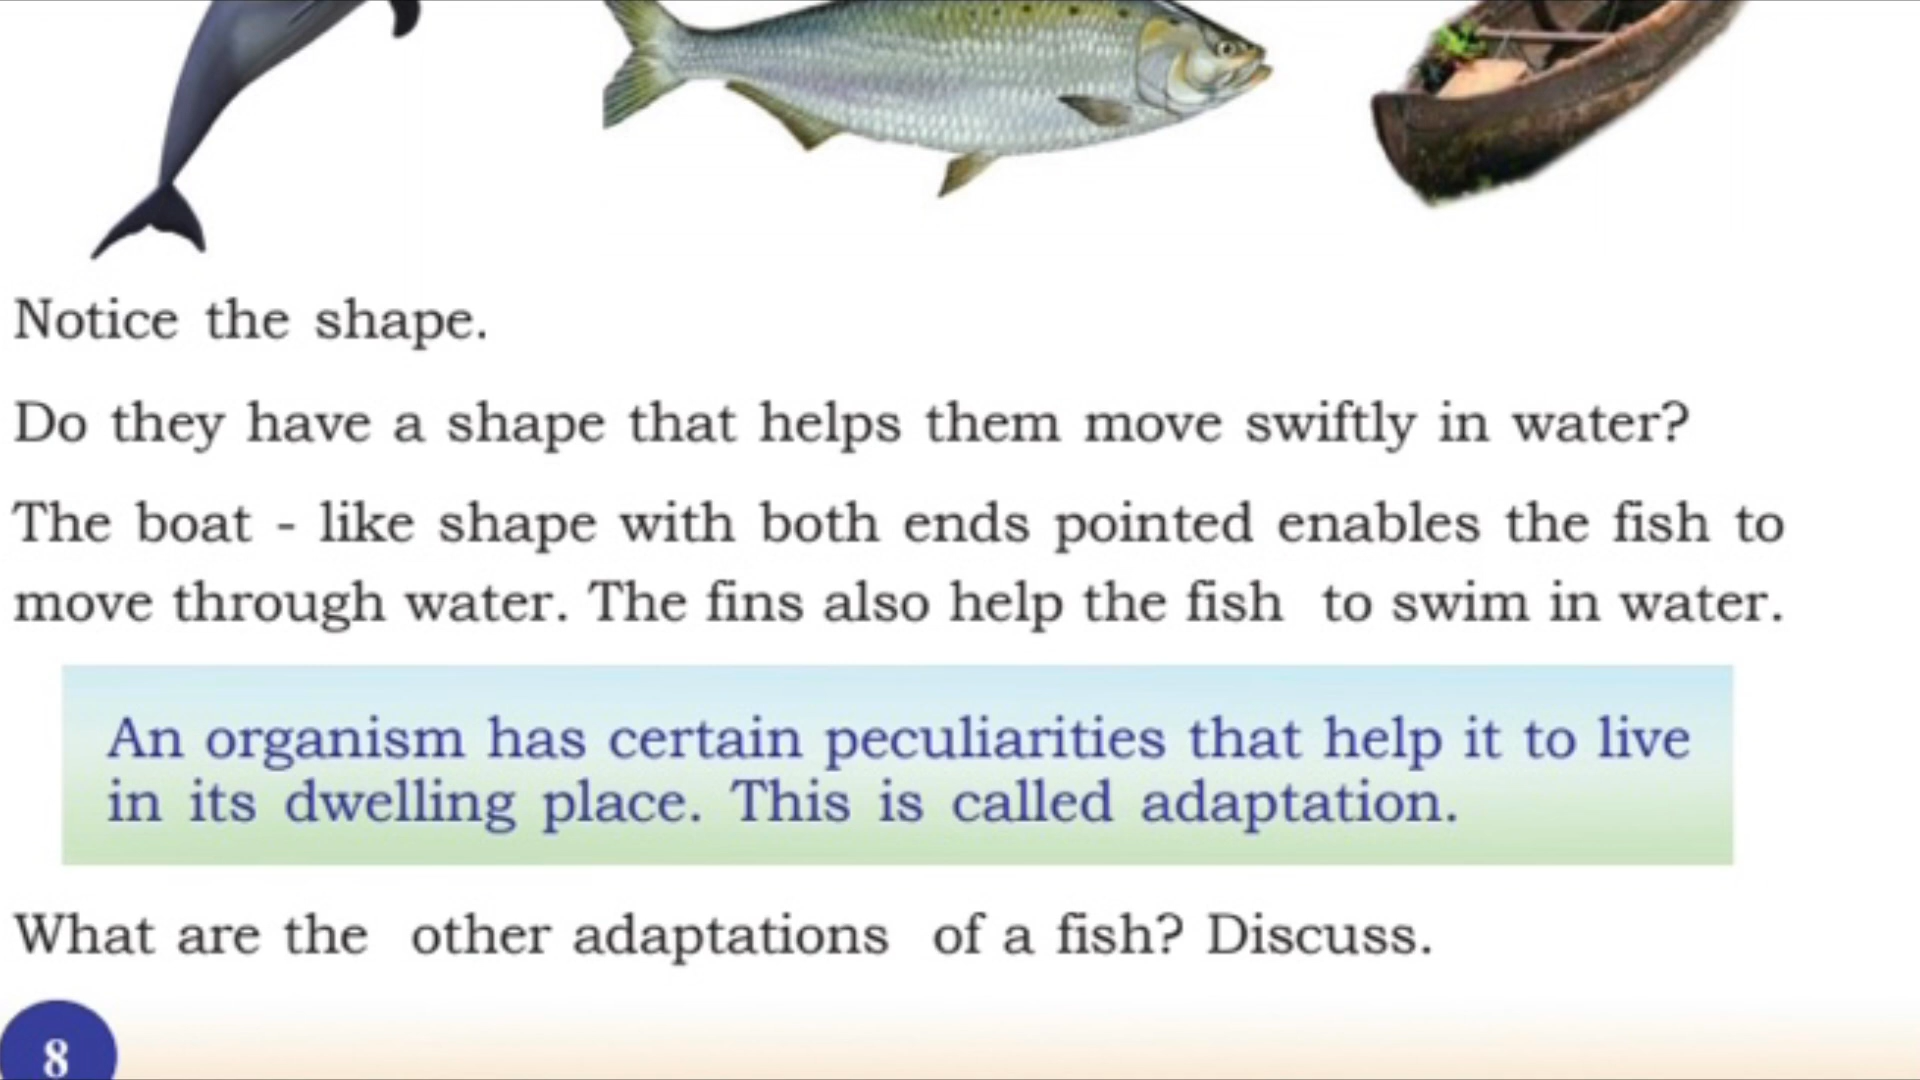 Notice the shape.
Do they have a shape that helps them move swiftly in water?
The boat - like shape with both ends pointed enables the fish to
move through water. The fins also help the fish to swim in water.
An organism has certain peculiarities that help it to live
in its dwelling place. This is called adaptation.
What are the other adaptations of a fish? Discuss.
8